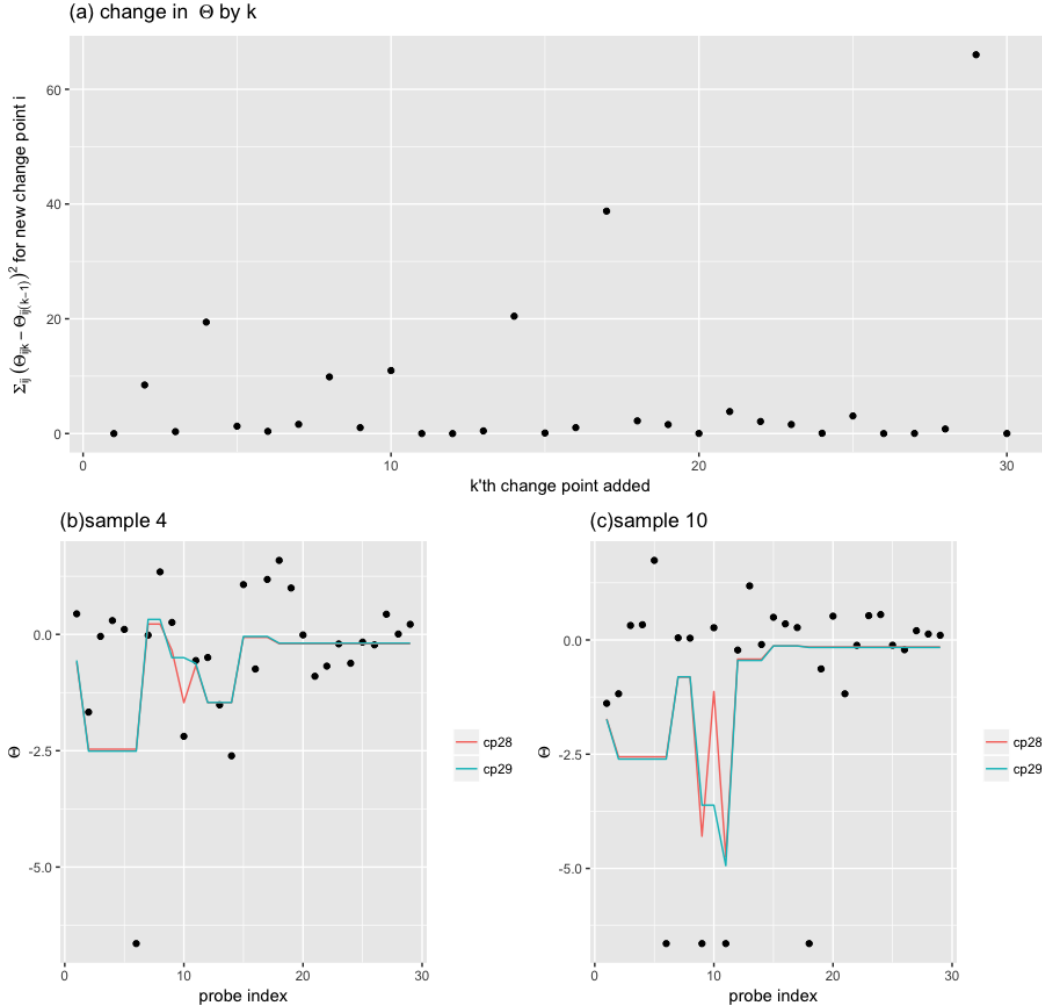 (a) change in Θ by k
Σij (Θijk − Θij(k−1))² for new change point i
60
40
20
0
0 10 20 30
k'th change point added
(b)sample 4
Θ
0.0
-2.5
-5.0
0 10 20 30
probe index
cp28
cp29
(c)sample 10
Θ
0.0
-2.5
-5.0
0 10 20 30
probe index
cp28
cp29